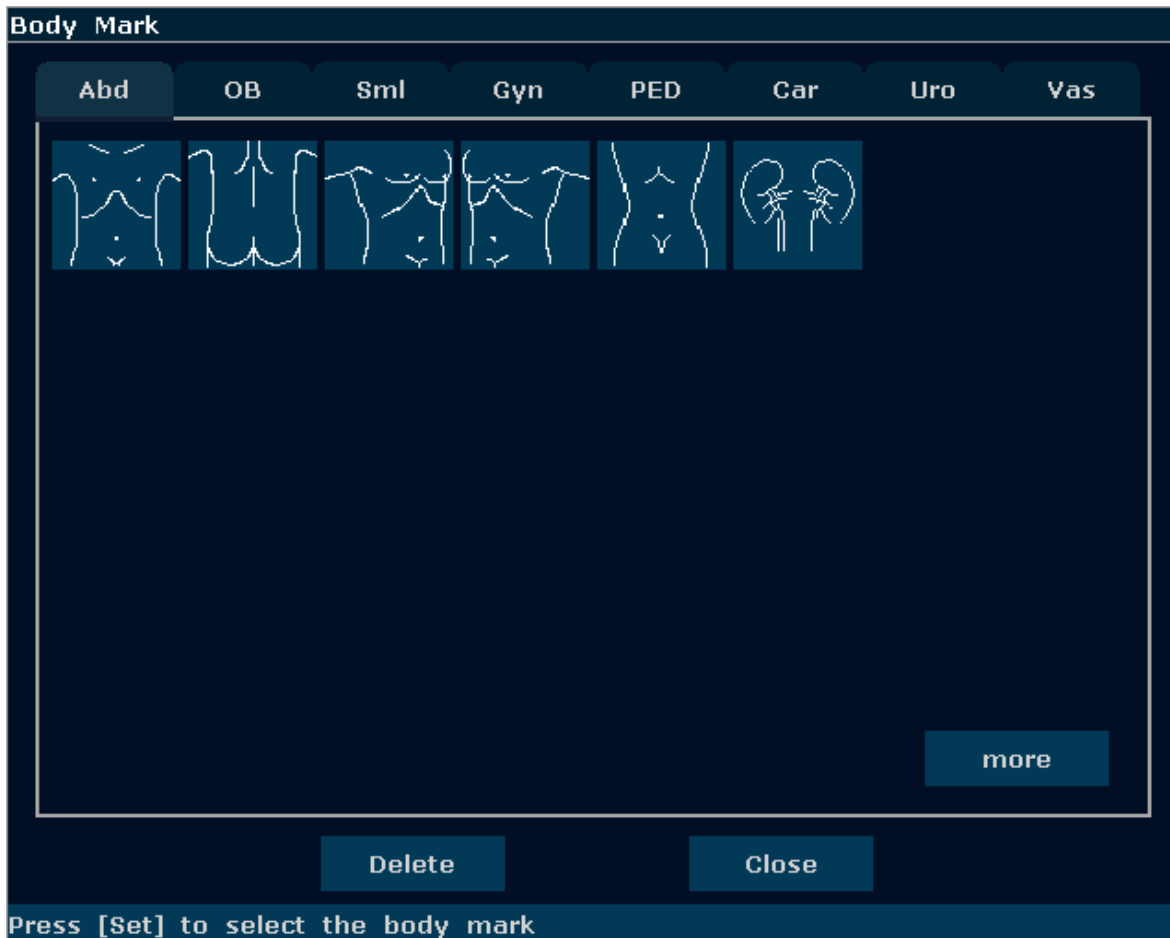 Body Mark
Abd OB Sml Gyn PED Car Uro Vas
more
Delete Close
Press [Set] to select the body mark